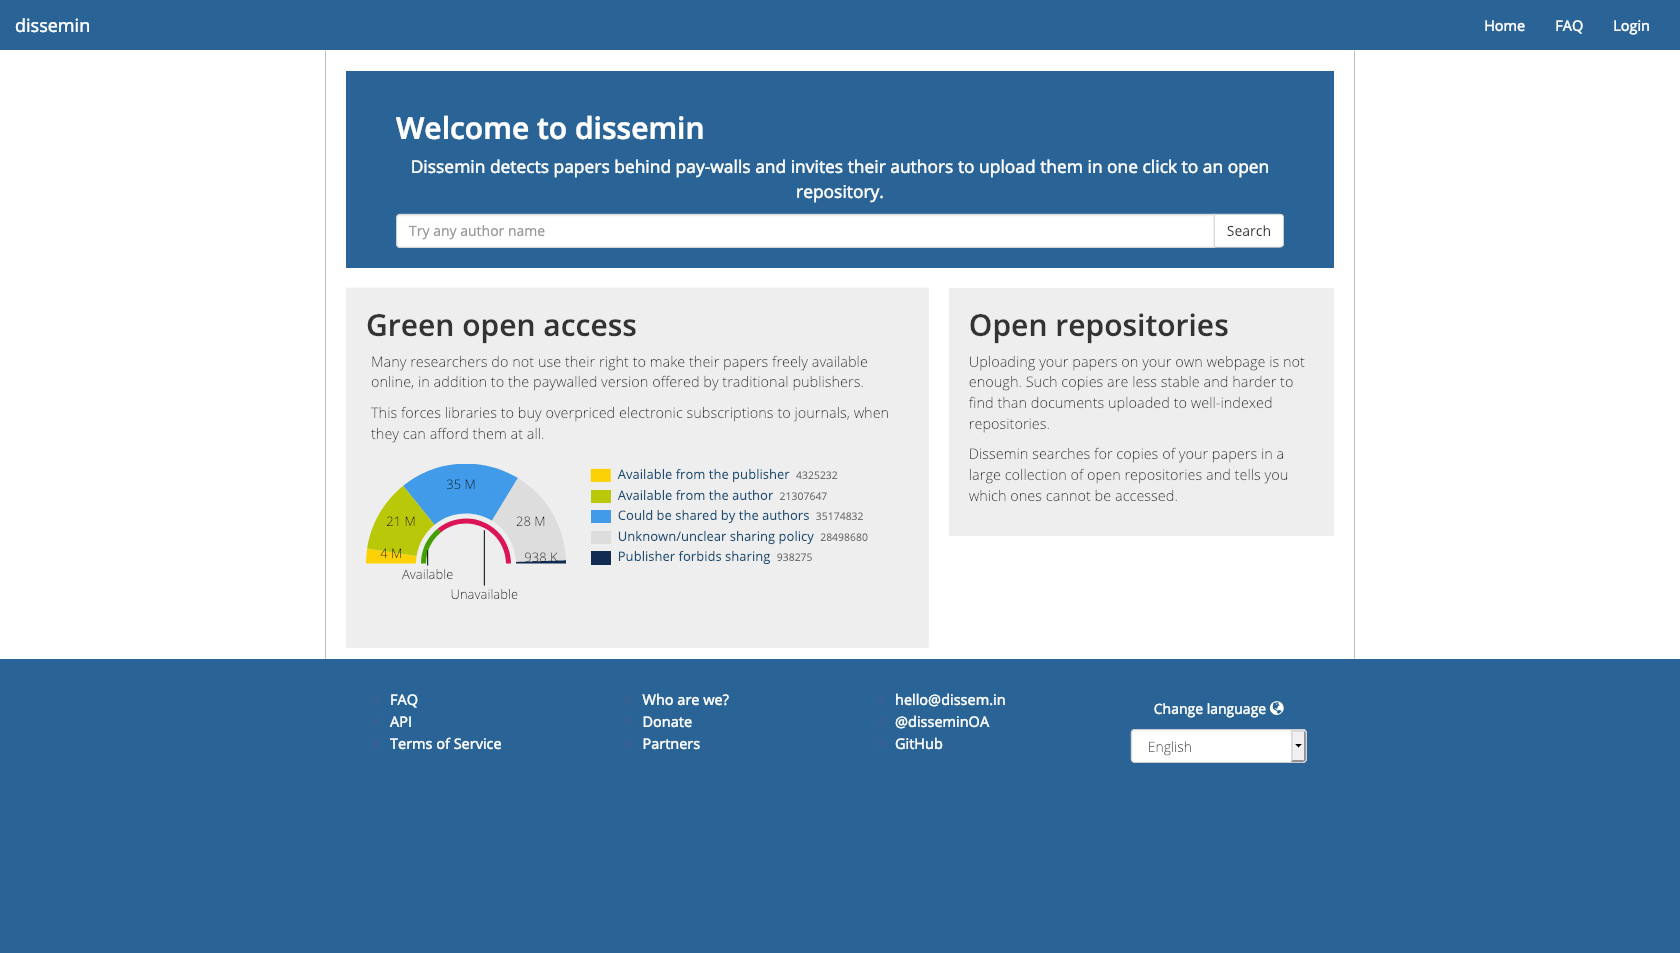 dissemin
Home FAQ Login
Welcome to dissemin
Dissemin detects papers behind pay-walls and invites their authors to upload them in one click to an open
repository.
Try any author name Search
Green open access
Many researchers do not use their right to make their papers freely available
online, in addition to the paywalled version offered by traditional publishers.
This forces libraries to buy overpriced electronic subscriptions to journals, when
they can afford them at all.
35 M
21 M
28 M
4 M
938 K
Available
Unavailable
Available from the publisher 4325232
Available from the author 21307647
Could be shared by the authors 35174832
Unknown/unclear sharing policy 28498680
Publisher forbids sharing 938275
Open repositories
Uploading your papers on your own webpage is not
enough. Such copies are less stable and harder to
find than documents uploaded to well-indexed
repositories.
Dissemin searches for copies of your papers in a
large collection of open repositories and tells you
which ones cannot be accessed.
FAQ
API
Terms of Service
Who are we?
Donate
Partners
hello@dissem.in
@disseminOA
GitHub
Change language
English